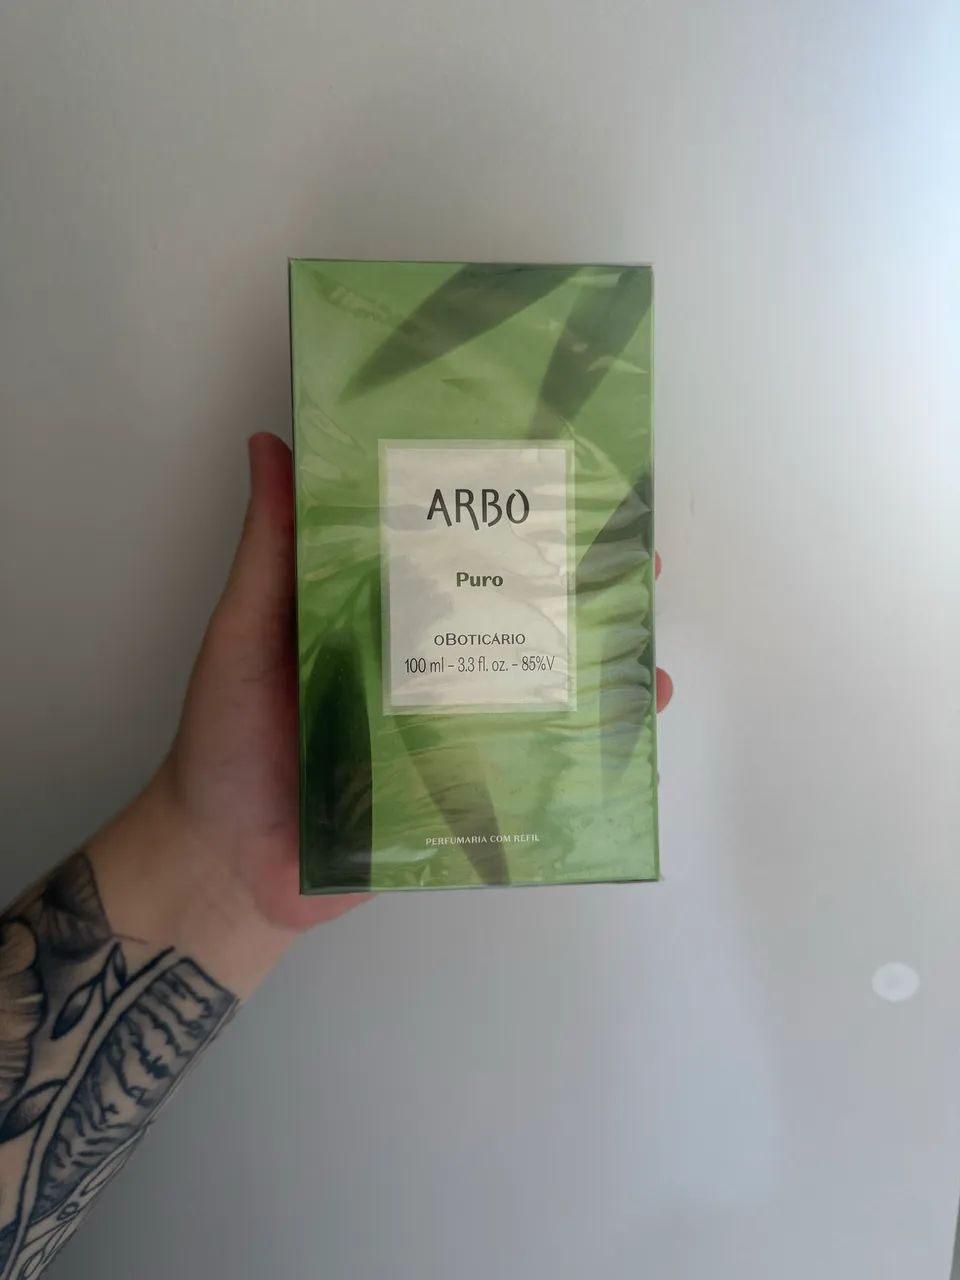 ARBO
Puro
oBOTICÁRIO
100 ml – 3.3 fl. oz. – 85%V
PERFUMARIA COM REFIL